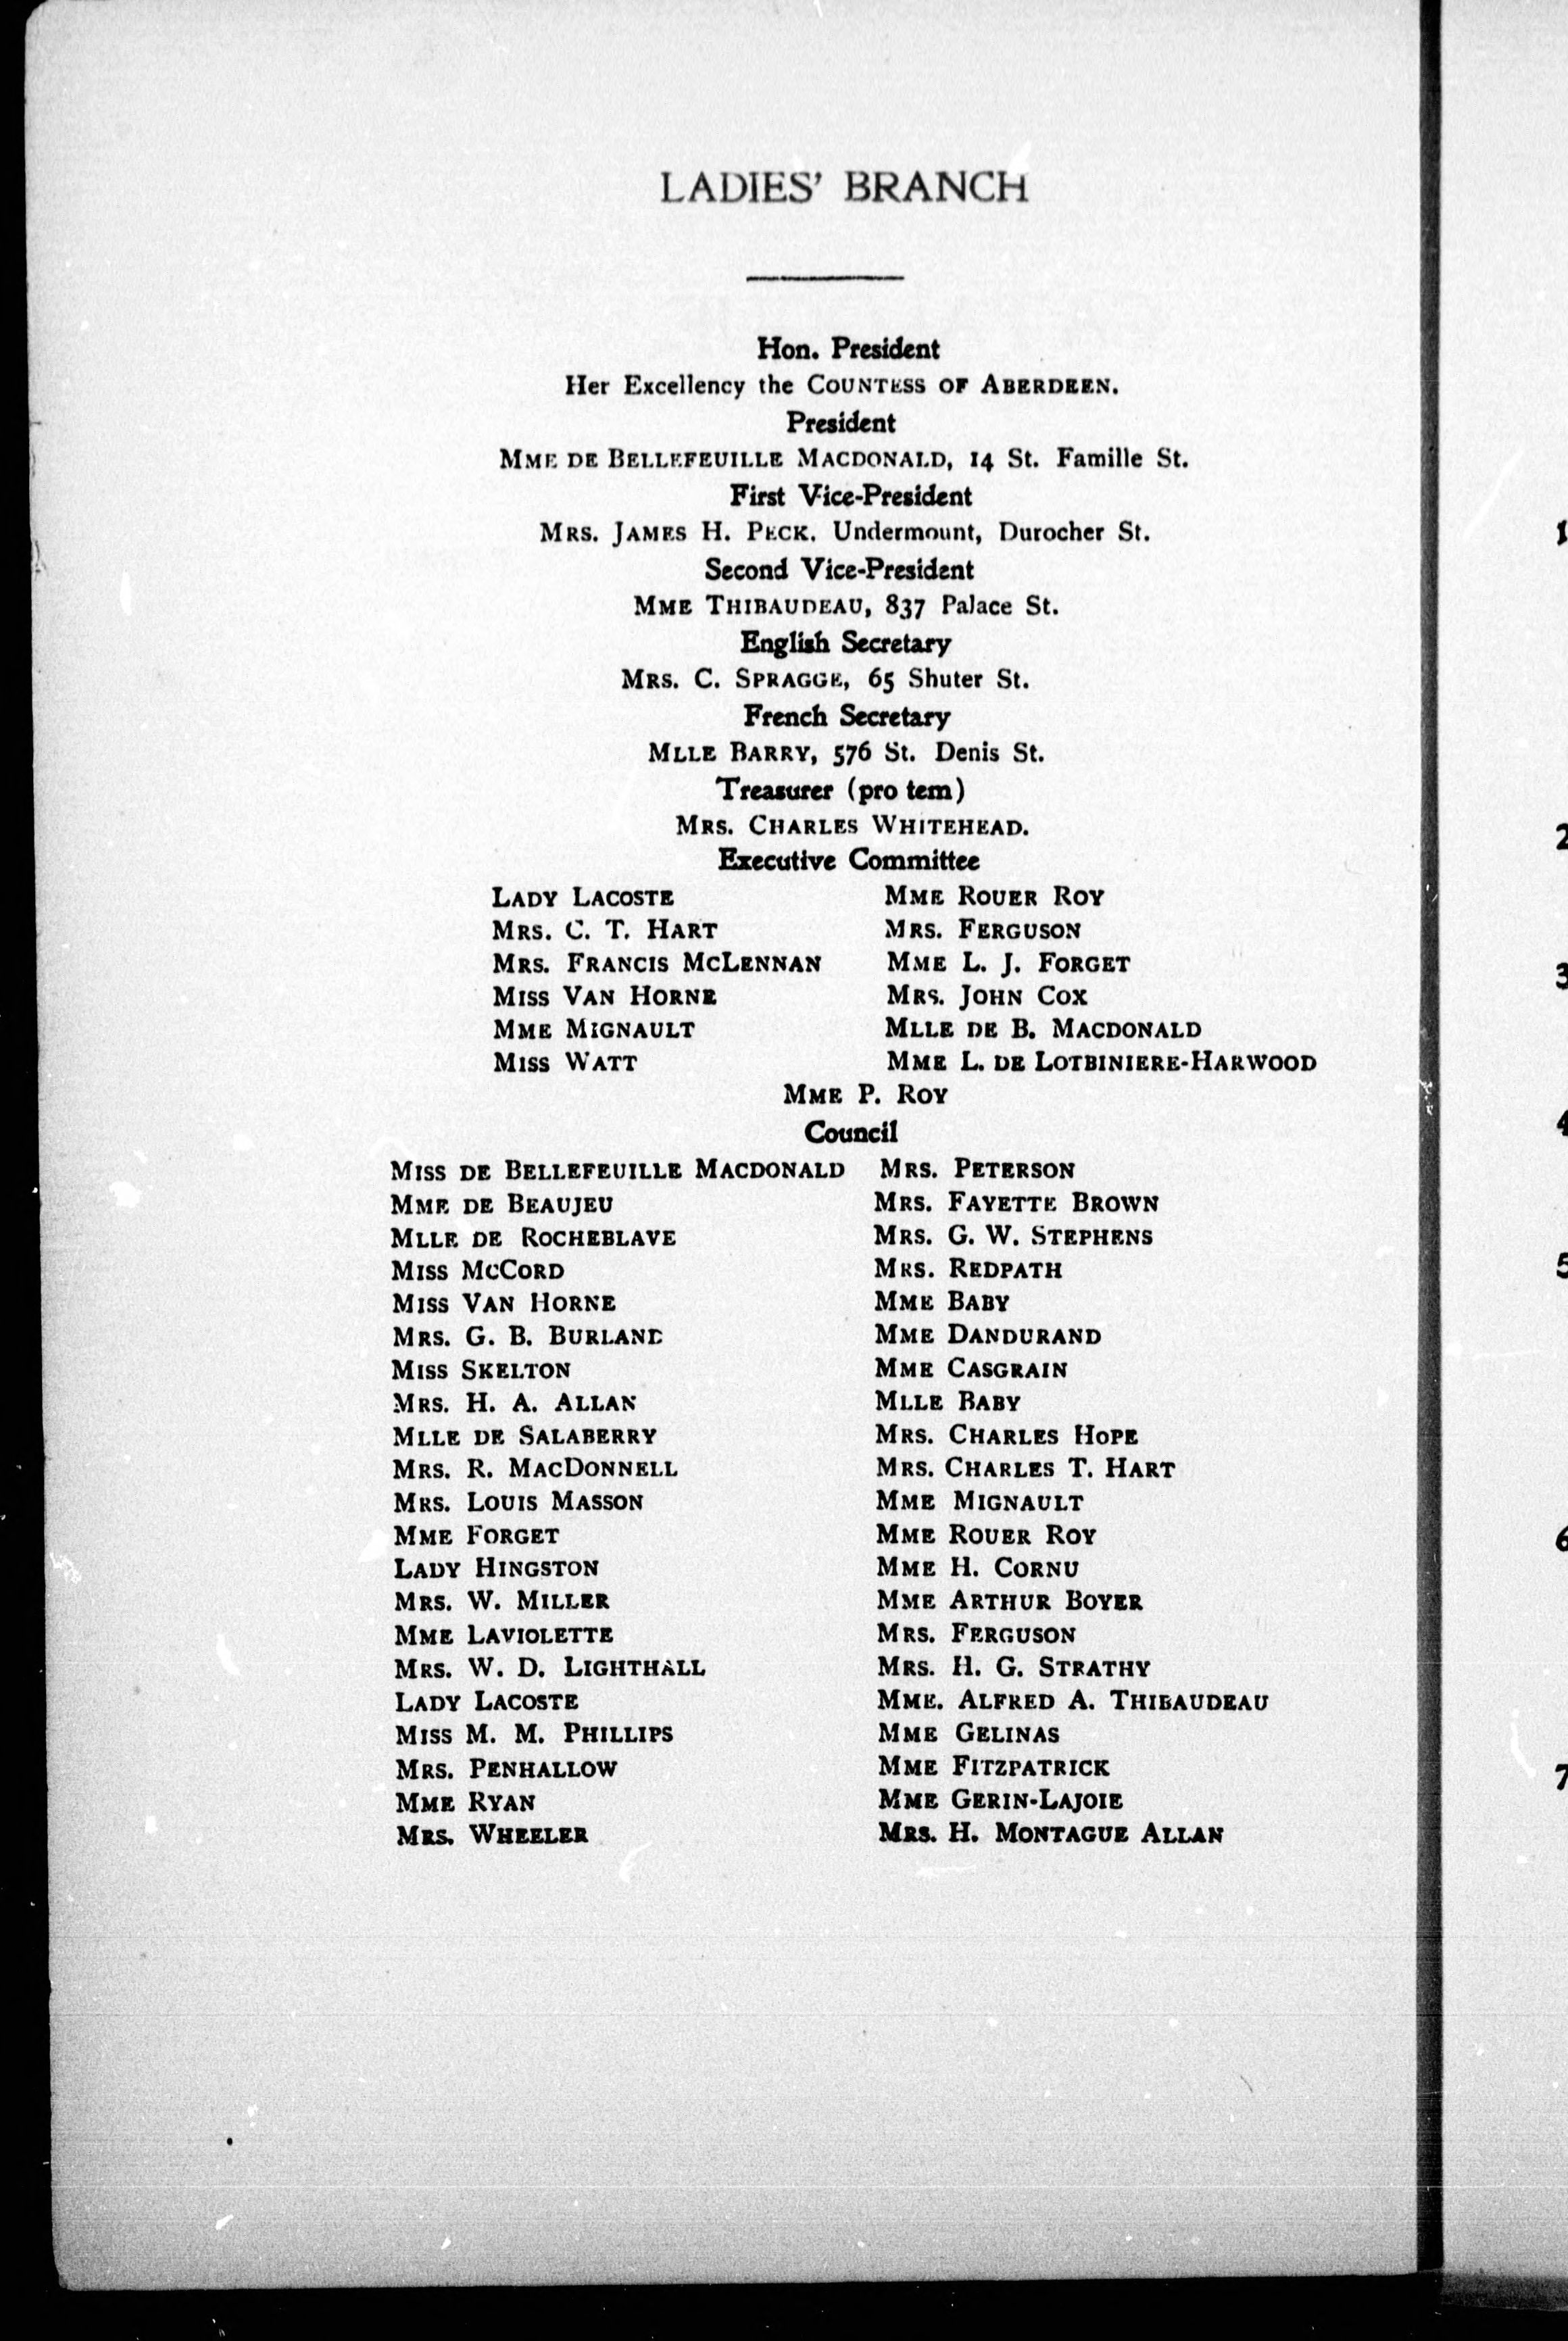 LADIES' BRANCH
Hon. President
Her Excellency the COUNTESS OF ABERDEEN.
President
MME DE BELLEFEUILLE MACDONALD, 14 St. Famille St.
First Vice-President
MRS. JAMES H. PECK. Undermount, Durocher St.
Second Vice-President
MME THIBAUDEAU, 837 Palace St.
English Secretary
MRS. C. SPRAGGE, 65 Shuter St.
French Secretary
MLLE BARRY, 576 St. Denis St.
Treasurer (pro tem)
MRS. CHARLES WHITEHEAD.
Executive Committee
LADY LACOSTE MME ROUER ROY
MRS. C. T. HART MRS. FERGUSON
MRS. FRANCIS MCLENNAN MME L. J. FORGET
MISS VAN HORNE MRS. JOHN COX
MME MIGNAULT MLLE DE B. MACDONALD
MISS WATT MME L. DE LOTBINIERE-HARWOOD
MME P. ROY
Council
MISS DE BELLEFEUILLE MACDONALD MRS. PETERSON
MME DE BEAUJEU MRS. FAYETTE BROWN
MLLE DE ROCHEBLAVE MRS. G. W. STEPHENS
MISS MCCORD MRS. REDPATH
MISS VAN HORNE MME BABY
MRS. G. B. BURLAND MME DANDURAND
MISS SKELTON MME CASGRAIN
MRS. H. A. ALLAN MLLE BABY
MLLE DE SALABERRY MRS. CHARLES HOPE
MRS. R. MACDONNELL MRS. CHARLES T. HART
MRS. LOUIS MASSON MME MIGNAULT
MME FORGET MME ROUER ROY
LADY HINGSTON MME H. CORNU
MRS. W. MILLER MME ARTHUR BOYER
MME LAVIOLETTE MRS. FERGUSON
MRS. W. D. LIGHTHALL MRS. H. G. STRATHY
LADY LACOSTE MME. ALFRED A. THIBAUDEAU
MISS M. M. PHILLIPS MME GELINAS
MRS. PENHALLOW MME FITZPATRICK
MME RYAN MME GERIN-LAJOIE
MRS. WHEELER MRS. H. MONTAGUE ALLAN
1
2
3
4
5
6
7